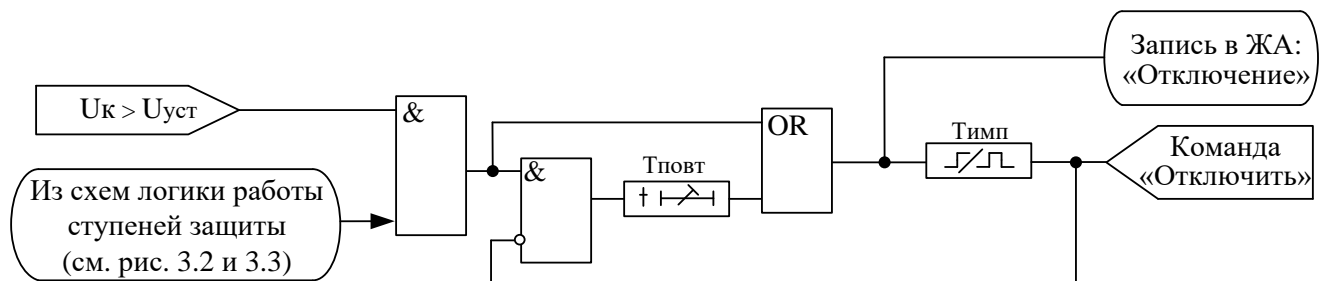 Запись в ЖА:
«Отключение»
Uк > Uуст
&
OR
Тимп
Команда
«Отключить»
&
Тповт
Из схем логики работы
ступеней защиты
(см. рис. 3.2 и 3.3)